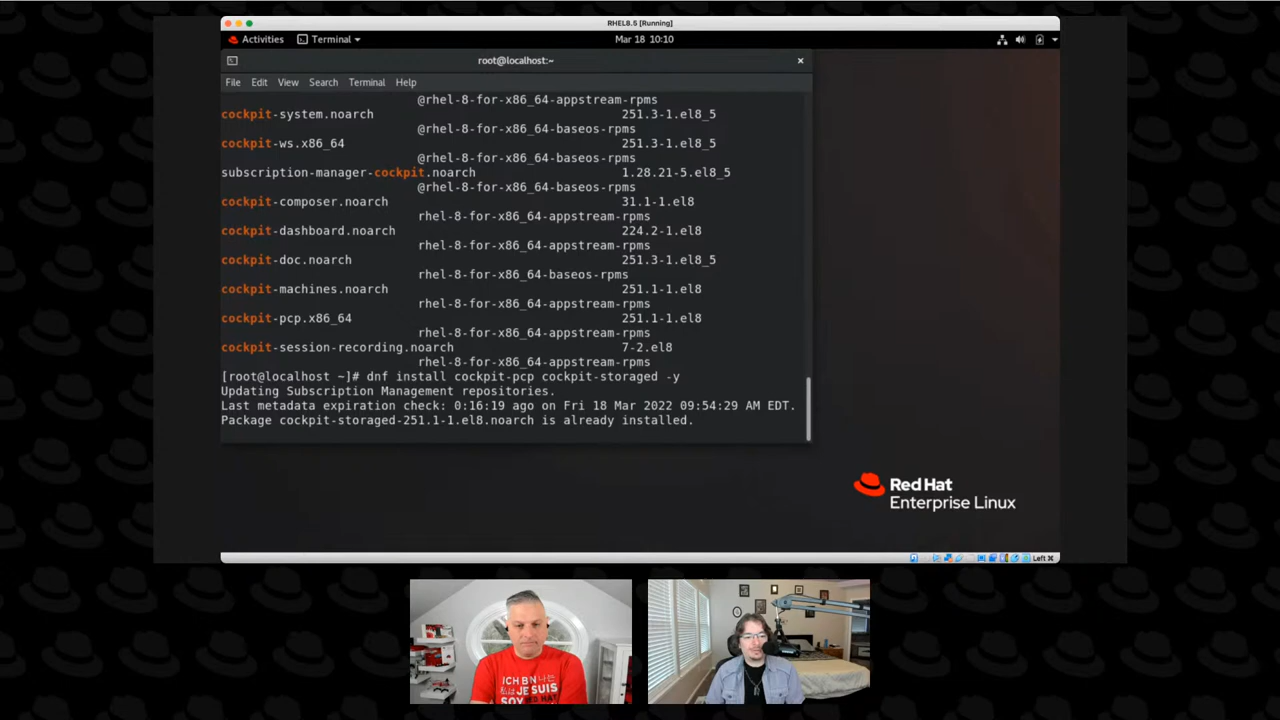 RHEL8.5 [Running]
Activities Terminal Mar 18 10:10
root@localhost:~
File Edit View Search Terminal Help
@rhel-8-for-x86_64-appstream-rpms
cockpit-system.noarch 251.3-1.el8_5
@rhel-8-for-x86_64-baseos-rpms
cockpit-ws.x86_64 251.3-1.el8_5
@rhel-8-for-x86_64-baseos-rpms
subscription-manager-cockpit.noarch 1.28.21-5.el8_5
@rhel-8-for-x86_64-baseos-rpms
cockpit-composer.noarch 31.1-1.el8
rhel-8-for-x86_64-appstream-rpms
cockpit-dashboard.noarch 224.2-1.el8
rhel-8-for-x86_64-appstream-rpms
cockpit-doc.noarch 251.3-1.el8_5
rhel-8-for-x86_64-baseos-rpms
cockpit-machines.noarch 251.1-1.el8
rhel-8-for-x86_64-appstream-rpms
cockpit-pcp.x86_64 251.1-1.el8
rhel-8-for-x86_64-appstream-rpms
cockpit-session-recording.noarch 7-2.el8
rhel-8-for-x86_64-appstream-rpms
[root@localhost ~]# dnf install cockpit-pcp cockpit-storaged -y
Updating Subscription Management repositories.
Last metadata expiration check: 0:16:19 ago on Fri 18 Mar 2022 09:54:29 AM EDT.
Package cockpit-storaged-251.1-1.el8.noarch is already installed.
Red Hat
Enterprise Linux
Left ⌘
ICH BIN
JE SUIS
SOY RED HAT